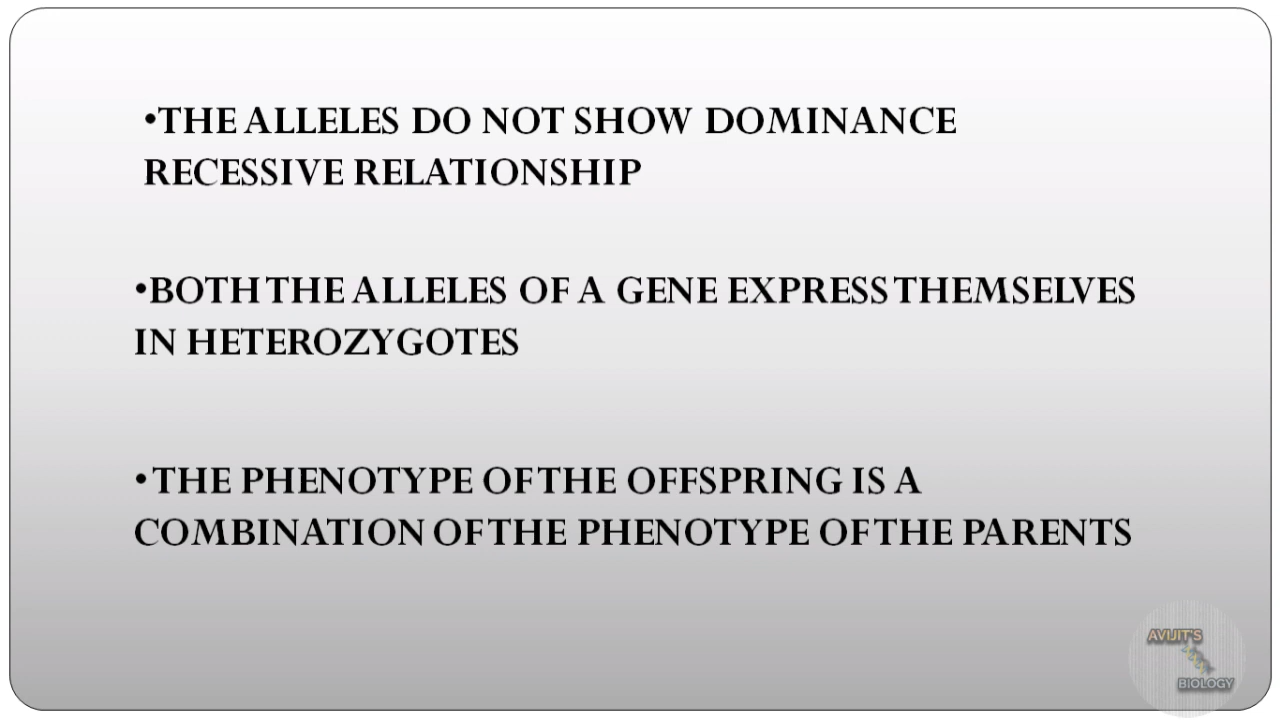 •THE ALLELES DO NOT SHOW DOMINANCE
RECESSIVE RELATIONSHIP
•BOTH THE ALLELES OF A GENE EXPRESS THEMSELVES
IN HETEROZYGOTES
• THE PHENOTYPE OF THE OFFSPRING IS A
COMBINATION OF THE PHENOTYPE OF THE PARENTS
AVIJIT'S
BIOLOGY